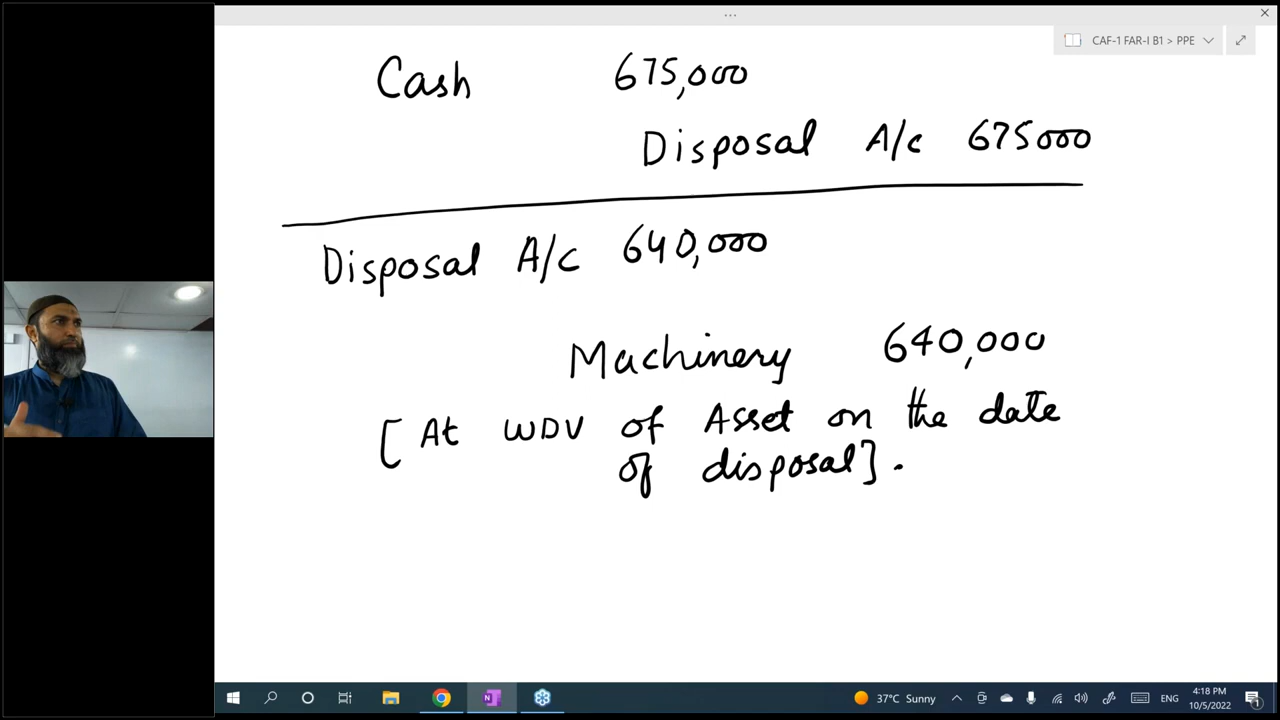 CAF-1 FAR-I B1 > PPE
Cash 675,000
Disposal A/c 675000
Disposal A/c 640,000
Machinery 640,000
[At WDV of Asset on the date
of disposal].
37°C Sunny
ENG
4:18 PM
10/5/2022
1